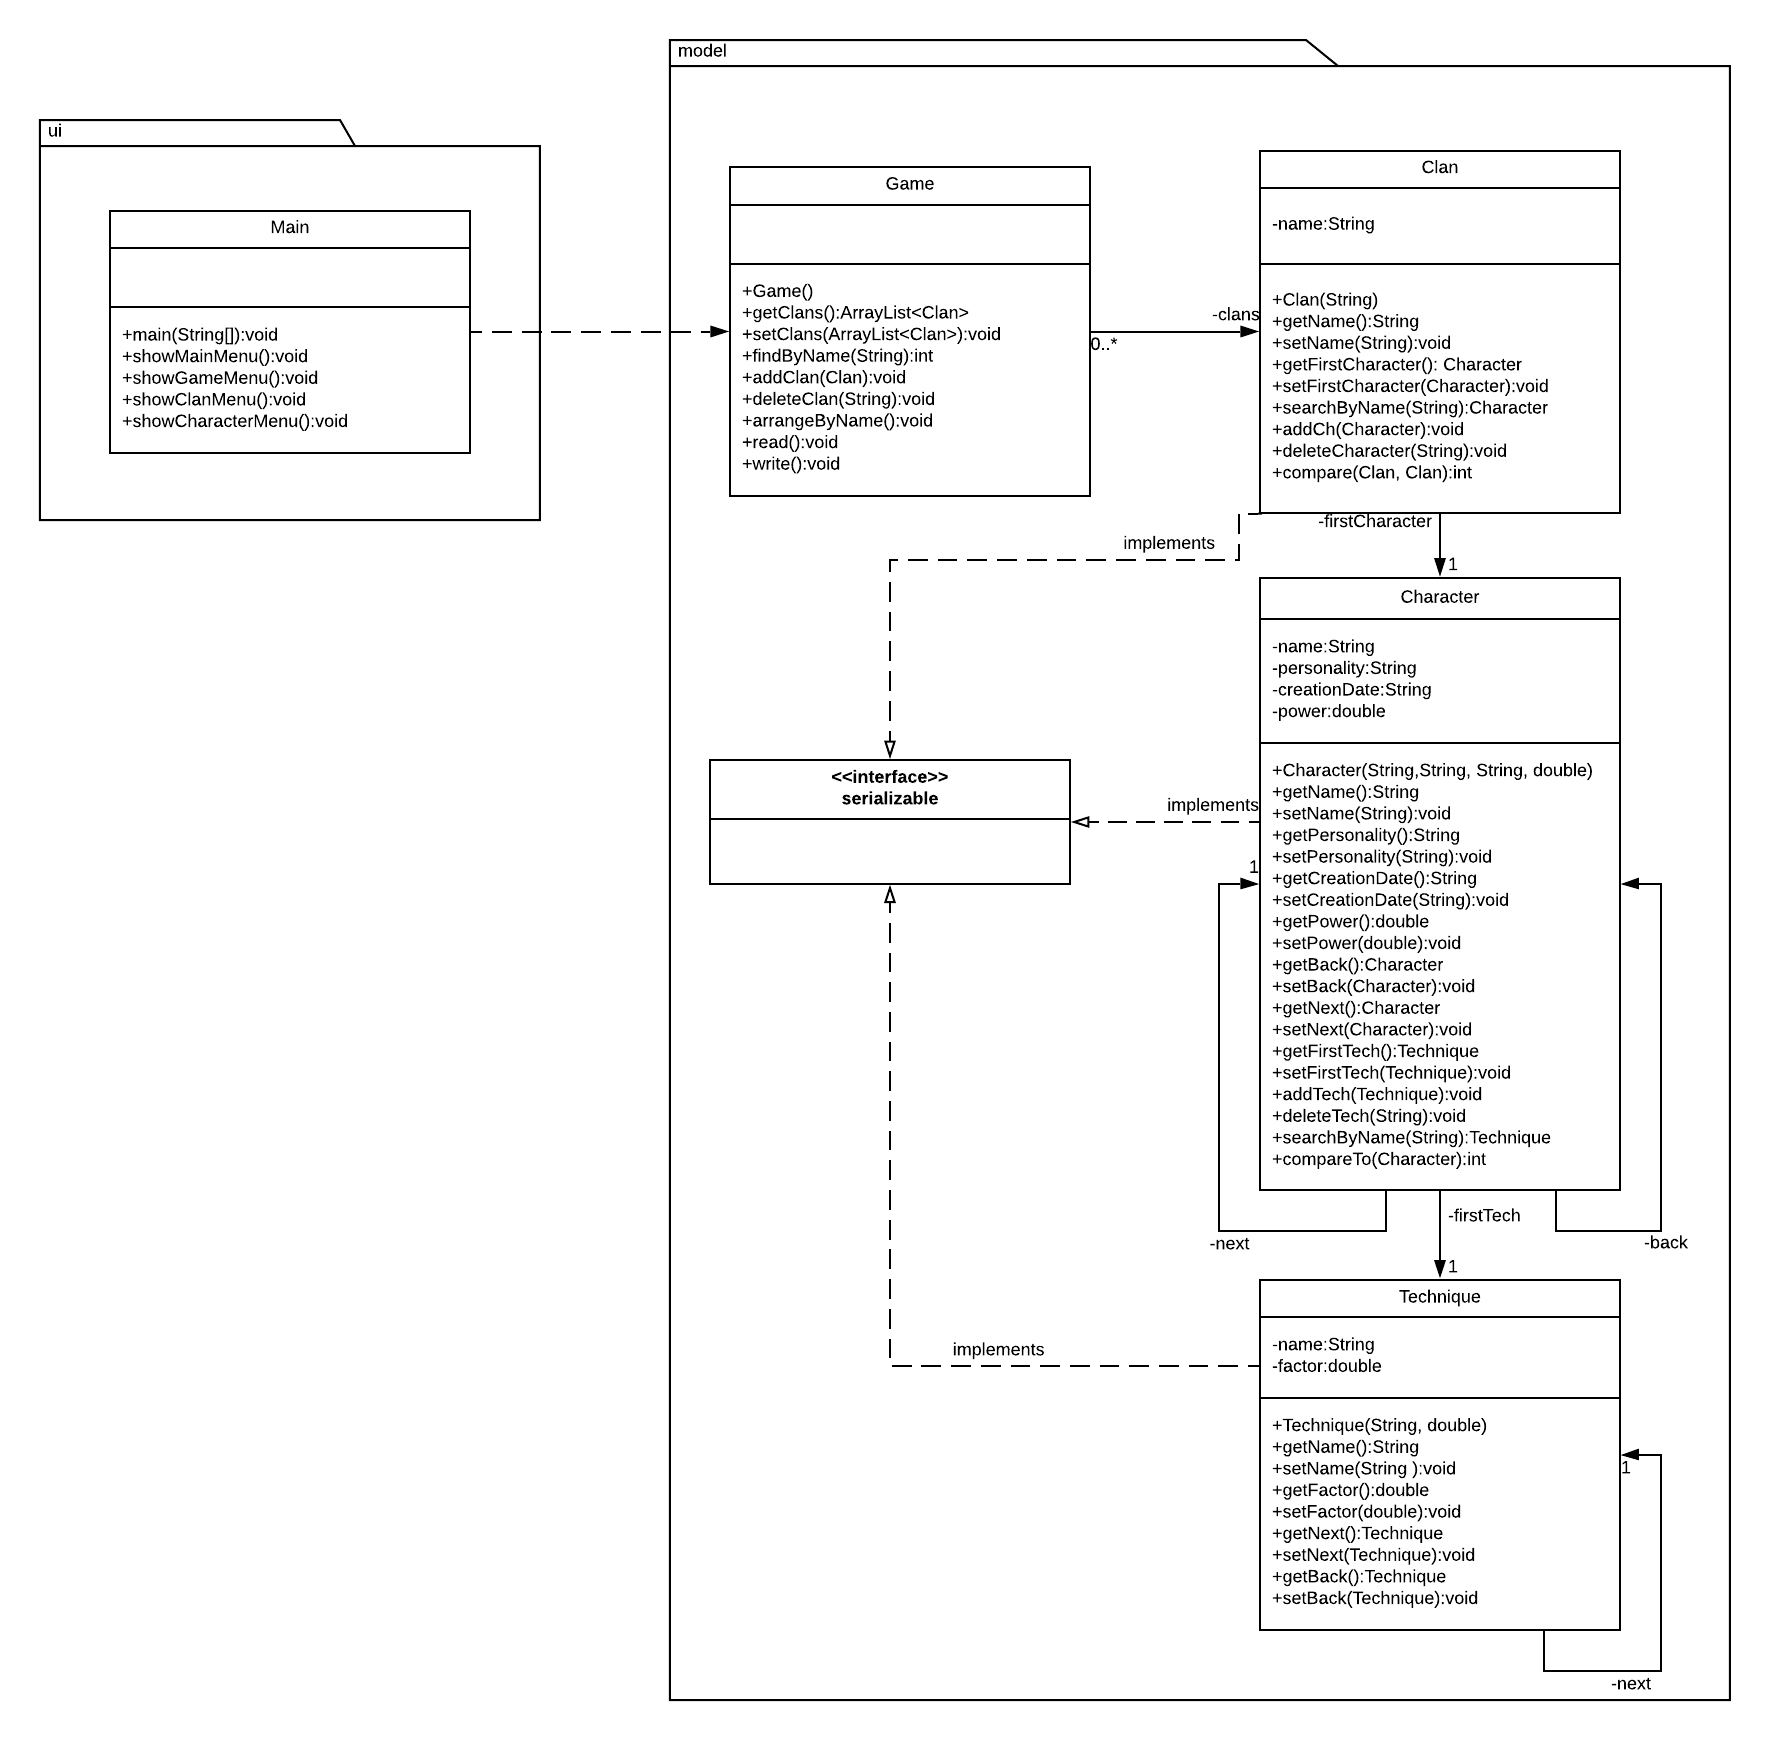 model
ui
Main
+main(String[]):void
+showMainMenu():void
+showGameMenu():void
+showClanMenu():void
+showCharacterMenu():void
Game
+Game()
+getClans():ArrayList<Clan>
+setClans(ArrayList<Clan>):void
+findByName(String):int
+addClan(Clan):void
+deleteClan(String):void
+arrangeByName():void
+read():void
+write():void
-clans
0..*
Clan
-name:String
+Clan(String)
+getName():String
+setName(String):void
+getFirstCharacter(): Character
+setFirstCharacter(Character):void
+searchByName(String):Character
+addCh(Character):void
+deleteCharacter(String):void
+compare(Clan, Clan):int
-firstCharacter
1
implements
<<interface>>
serializable
implements
Character
-name:String
-personality:String
-creationDate:String
-power:double
+Character(String,String, String, double)
+getName():String
+setName(String):void
+getPersonality():String
+setPersonality(String):void
+getCreationDate():String
+setCreationDate(String):void
+getPower():double
+setPower(double):void
+getBack():Character
+setBack(Character):void
+getNext():Character
+setNext(Character):void
+getFirstTech():Technique
+setFirstTech(Technique):void
+addTech(Technique):void
+deleteTech(String):void
+searchByName(String):Technique
+compareTo(Character):int
1
-next
-firstTech
-back
1
implements
Technique
-name:String
-factor:double
+Technique(String, double)
+getName():String
+setName(String ):void
+getFactor():double
+setFactor(double):void
+getNext():Technique
+setNext(Technique):void
+getBack():Technique
+setBack(Technique):void
1
-next